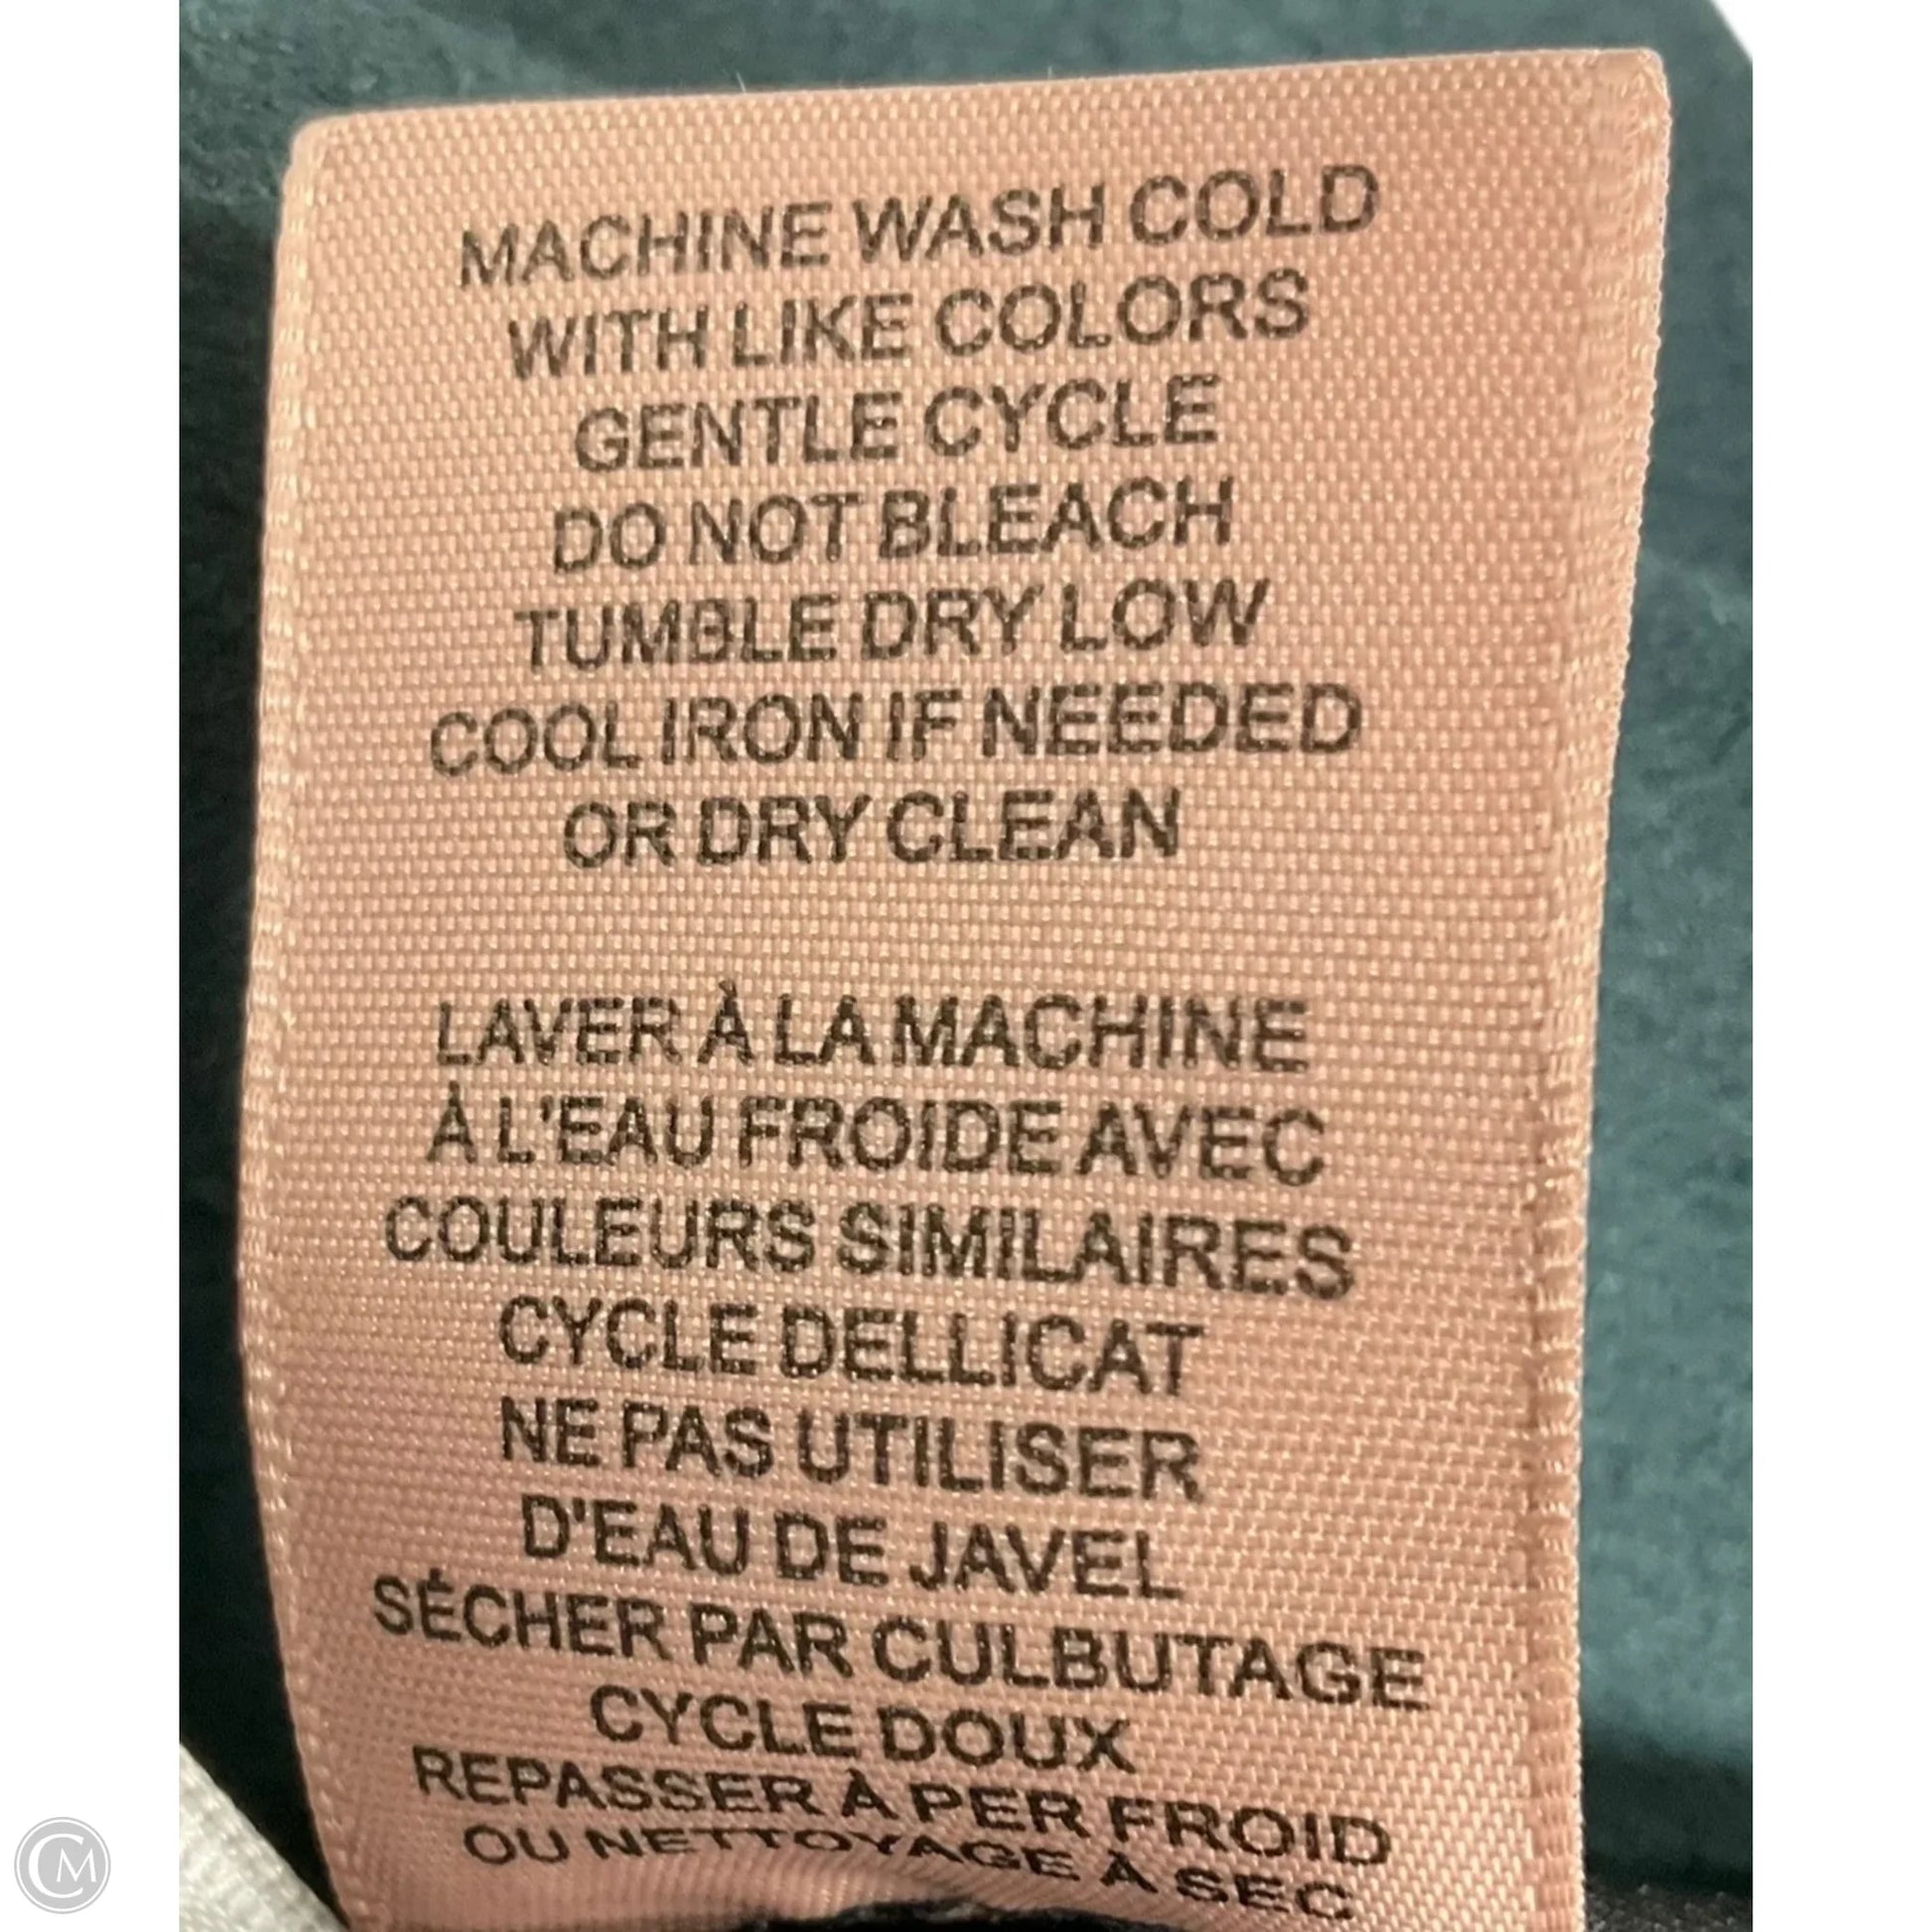 MACHINE WASH COLD
WITH LIKE COLORS
GENTLE CYCLE
DO NOT BLEACH
TUMBLE DRY LOW
COOL IRON IF NEEDED
OR DRY CLEAN
LAVER À LA MACHINE
À L'EAU FROIDE AVEC
COULEURS SIMILAIRES
CYCLE DELLICAT
NE PAS UTILISER
D'EAU DE JAVEL
SÉCHER PAR CULBUTAGE
CYCLE DOUX
REPASSER À PER FROID
OU NETTOYAGE À SEC
CM